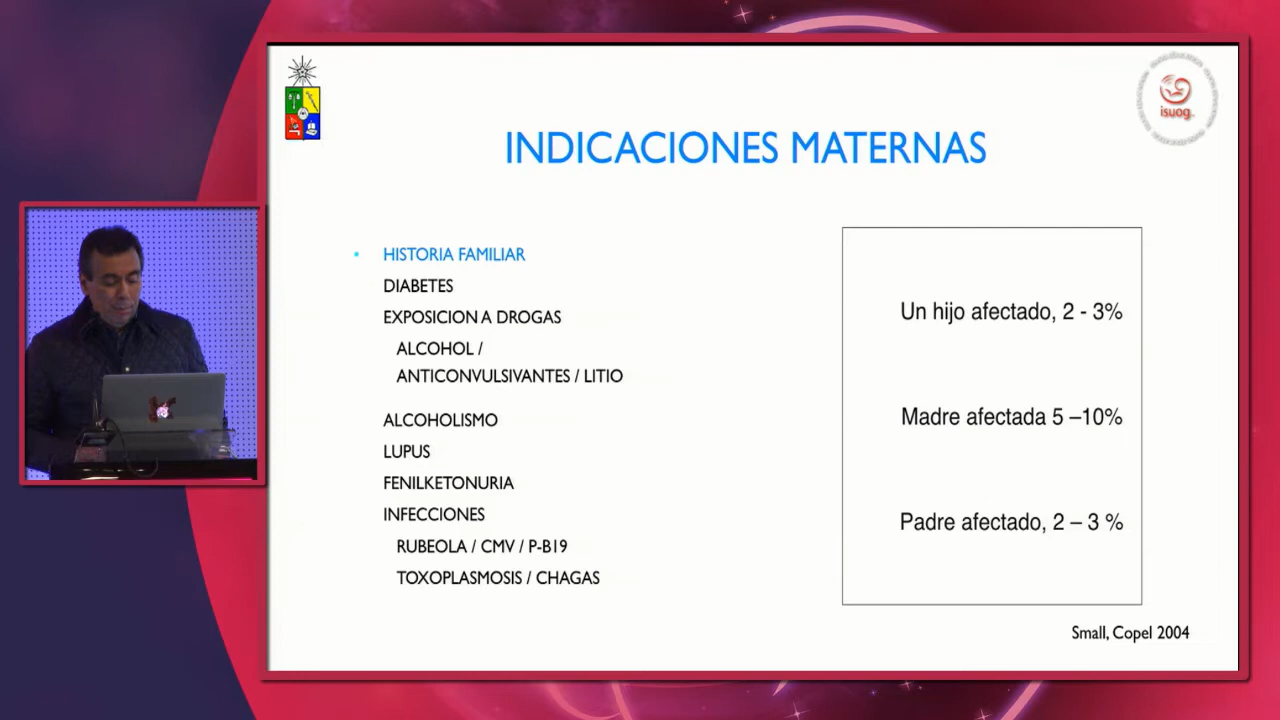 isuog
INDICACIONES MATERNAS
• HISTORIA FAMILIAR
DIABETES
EXPOSICION A DROGAS
ALCOHOL /
ANTICONVULSIVANTES / LITIO
ALCOHOLISMO
LUPUS
FENILKETONURIA
INFECCIONES
RUBEOLA / CMV / P-B19
TOXOPLASMOSIS / CHAGAS
Un hijo afectado, 2 - 3%
Madre afectada 5 –10%
Padre afectado, 2 – 3 %
Small, Copel 2004